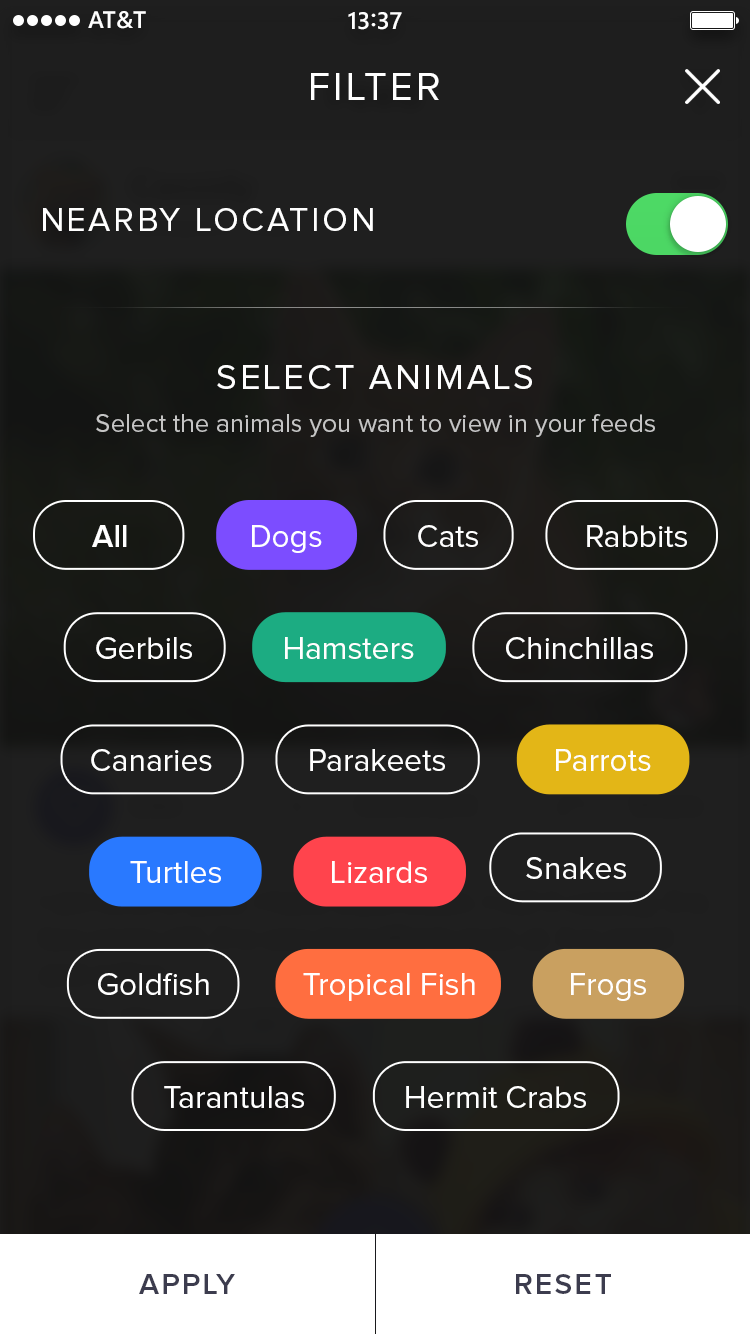 AT&T 13:37
FILTER
NEARBY LOCATION
SELECT ANIMALS
Select the animals you want to view in your feeds
All Dogs Cats Rabbits
Gerbils Hamsters Chinchillas
Canaries Parakeets Parrots
Turtles Lizards Snakes
Goldfish Tropical Fish Frogs
Tarantulas Hermit Crabs
APPLY RESET